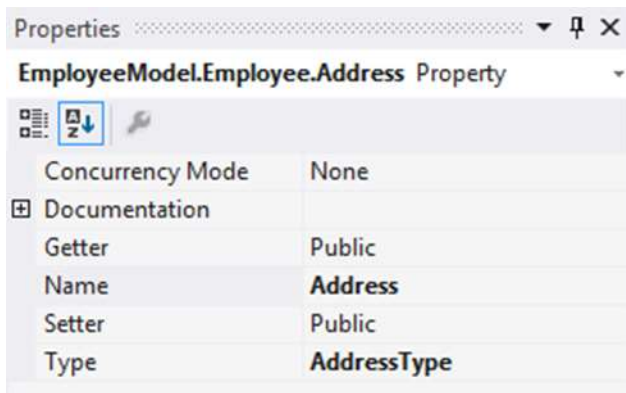 Properties
EmployeeModel.Employee.Address Property
Concurrency Mode None
Documentation
Getter Public
Name Address
Setter Public
Type AddressType